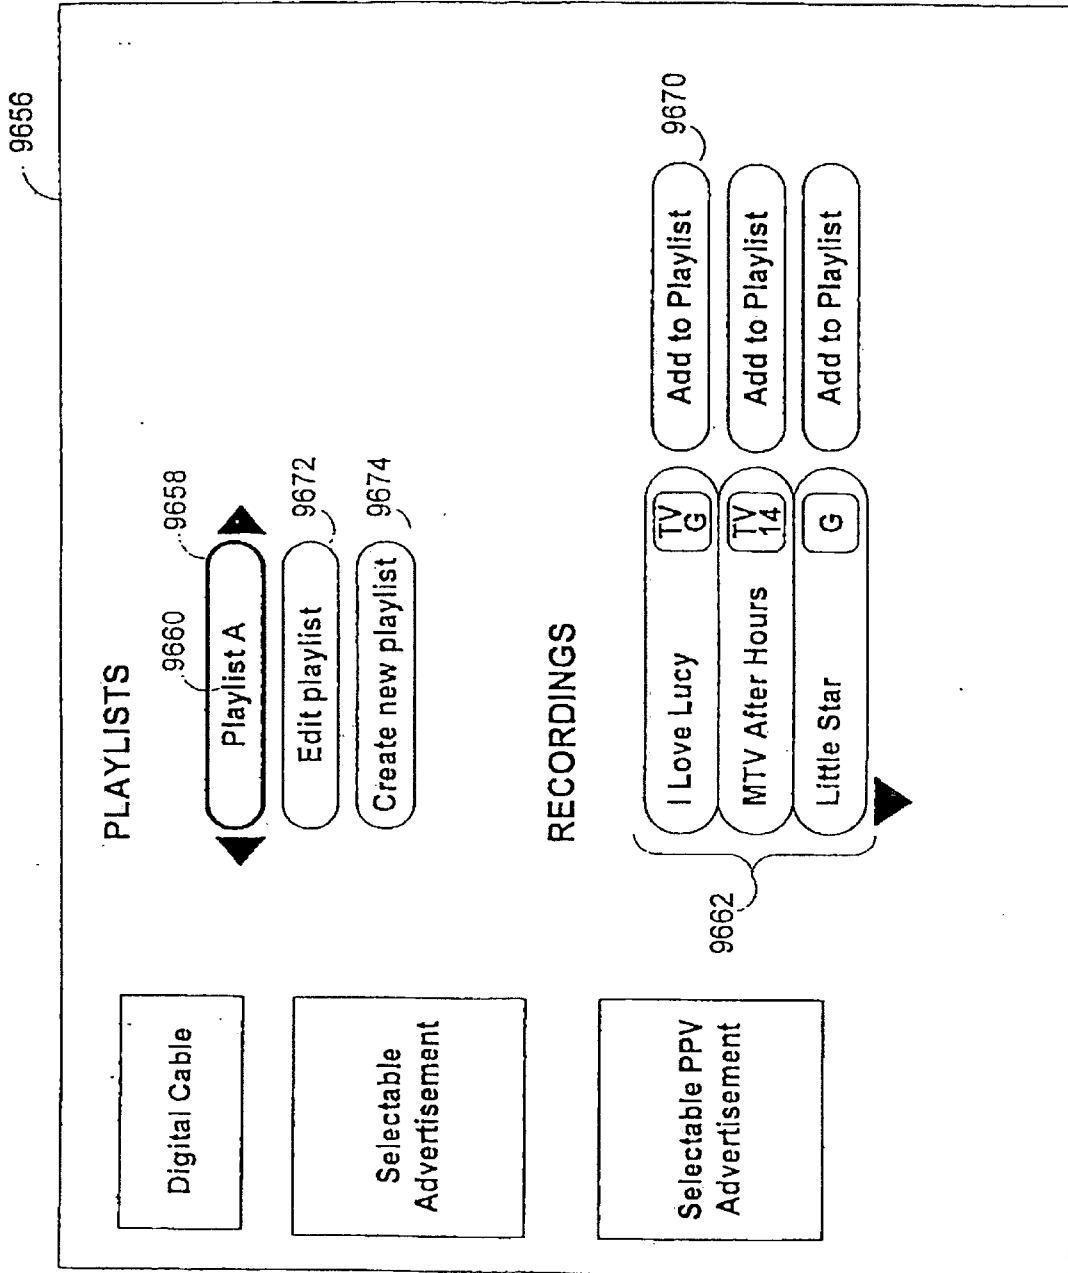 9656
Digital Cable
Selectable
Advertisement
Selectable PPV
Advertisement
PLAYLISTS
9660
9658
Playlist A
Edit playlist
9672
Create new playlist
9674
RECORDINGS
9662
I Love Lucy
TV
G
Add to Playlist
9670
MTV After Hours
TV
14
Add to Playlist
Little Star
G
Add to Playlist